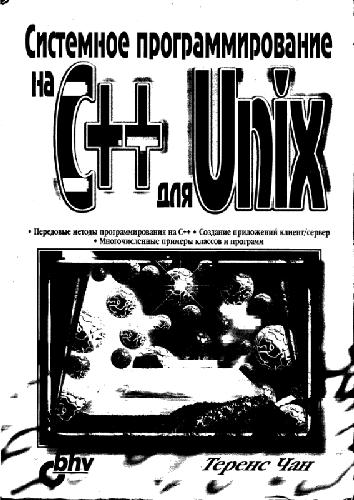 Системное программирование
на C++ для Unix
• Передовые методы программирования на C++ • Создание приложений клиент/сервер
• Многочисленные примеры классов и программ
bhv
Теренс Чан